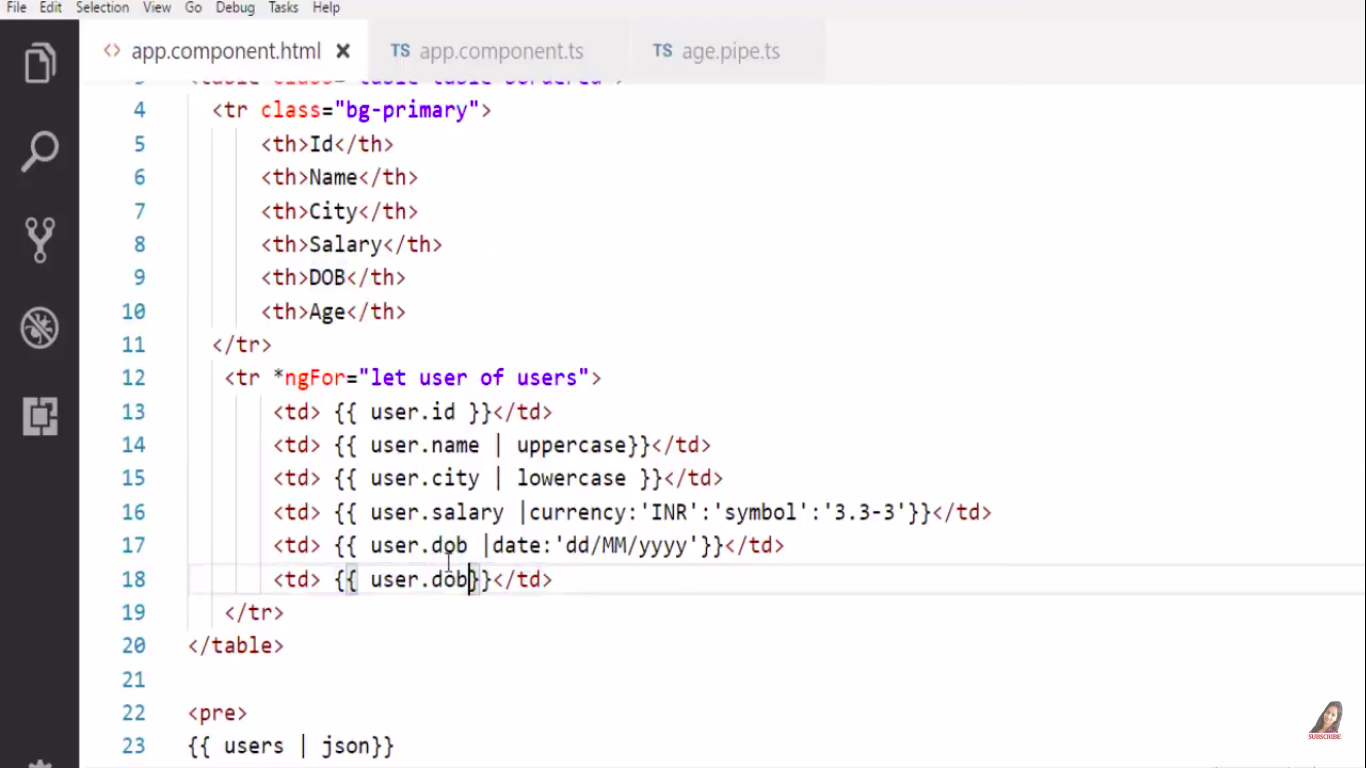 File Edit Selection View Go Debug Tasks Help
<> app.component.html × TS app.component.ts TS age.pipe.ts
4 <tr class="bg-primary">
5 <th>Id</th>
6 <th>Name</th>
7 <th>City</th>
8 <th>Salary</th>
9 <th>DOB</th>
10 <th>Age</th>
11 </tr>
12 <tr *ngFor="let user of users">
13 <td> {{ user.id }}</td>
14 <td> {{ user.name | uppercase}}</td>
15 <td> {{ user.city | lowercase }}</td>
16 <td> {{ user.salary |currency:'INR':'symbol':'3.3-3'}}</td>
17 <td> {{ user.dob |date:'dd/MM/yyyy'}}</td>
18 <td> {{ user.dob}}</td>
19 </tr>
20 </table>
21
22 <pre>
23 {{ users | json}}
SUBSCRIBE